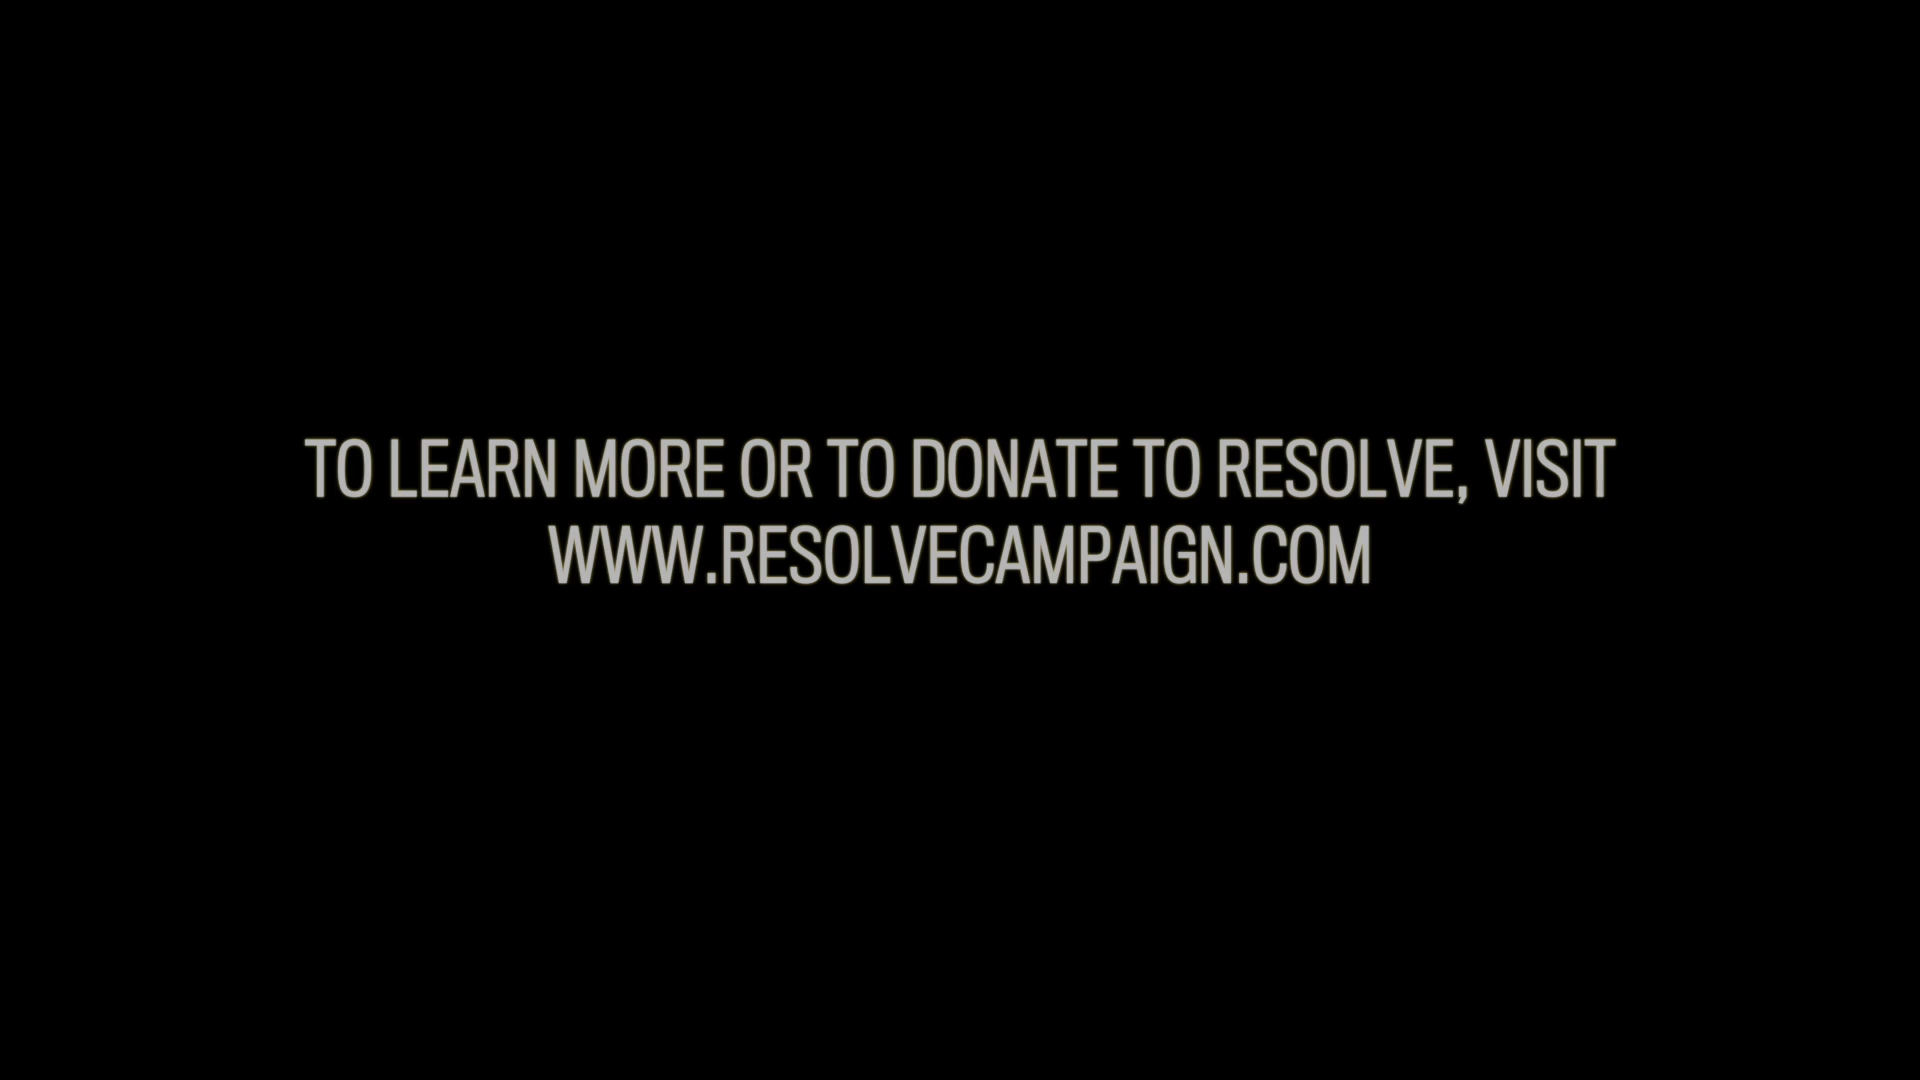 TO LEARN MORE OR TO DONATE TO RESOLVE, VISIT
WWW.RESOLVECAMPAIGN.COM